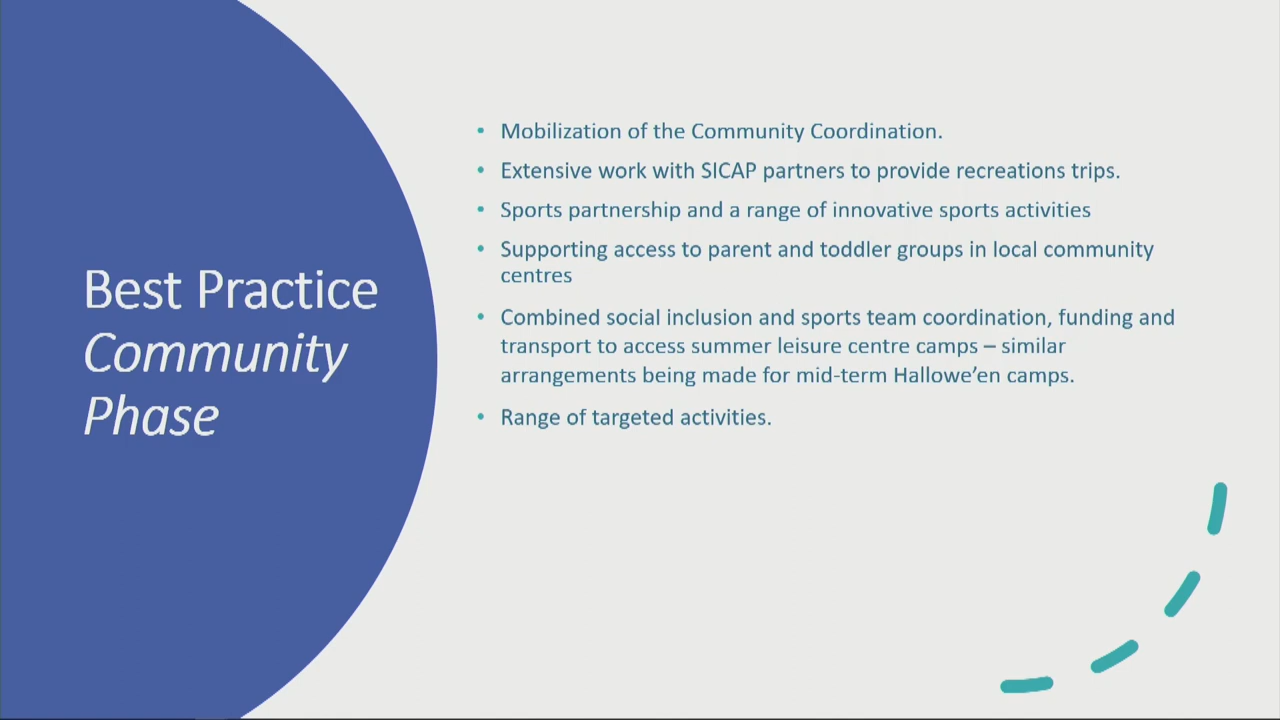 Best Practice
Community
Phase
• Mobilization of the Community Coordination.
• Extensive work with SICAP partners to provide recreations trips.
• Sports partnership and a range of innovative sports activities
• Supporting access to parent and toddler groups in local community
centres
• Combined social inclusion and sports team coordination, funding and
transport to access summer leisure centre camps – similar
arrangements being made for mid-term Hallowe’en camps.
• Range of targeted activities.